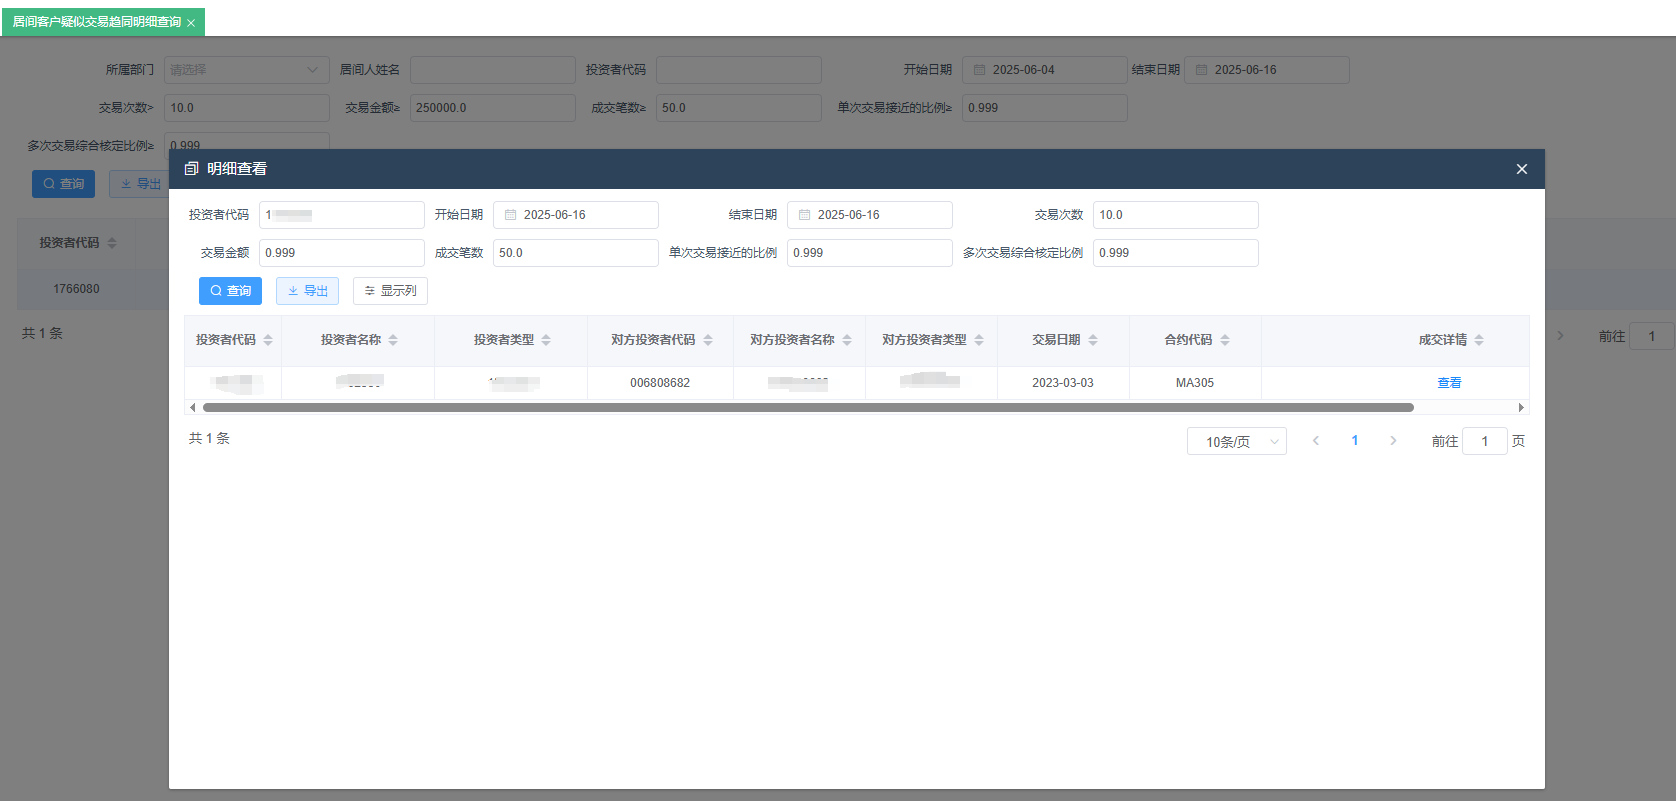 居间客户疑似交易趋同明细查询 ×
所属部门 请选择 居间人姓名 投资者代码 开始日期 2025-06-04 结束日期 2025-06-16
交易次数> 10.0 交易金额≥ 250000.0 成交笔数≥ 50.0 单次交易接近的比例≥ 0.999
多次交易综合核定比例≥ 0.999
查询 导出
投资者代码
1766080
共 1 条
前往 1
明细查看
投资者代码 1 开始日期 2025-06-16 结束日期 2025-06-16 交易次数 10.0
交易金额 0.999 成交笔数 50.0 单次交易接近的比例 0.999 多次交易综合核定比例 0.999
查询 导出 显示列
投资者代码 投资者名称 投资者类型 对方投资者代码 对方投资者名称 对方投资者类型 交易日期 合约代码 成交详情
006808682 2023-03-03 MA305 查看
共 1 条 10条/页 1 前往 1 页